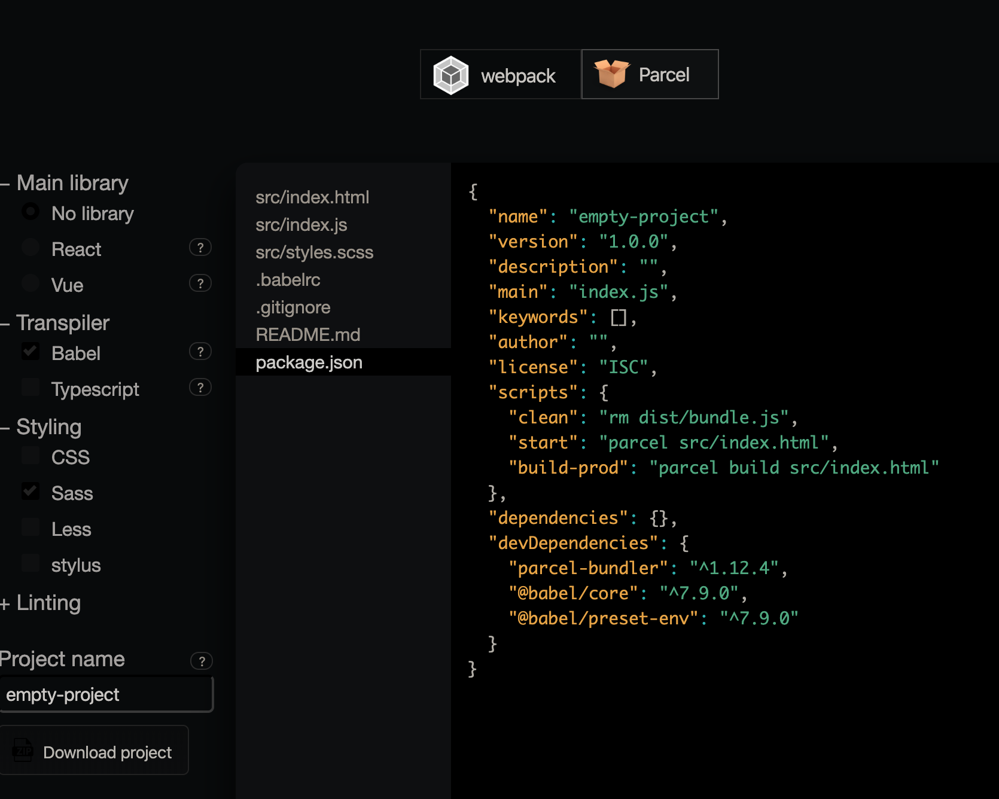 webpack
Parcel
– Main library
No library
React ?
Vue ?
– Transpiler
Babel ?
Typescript ?
– Styling
CSS
Sass
Less
stylus
+ Linting
Project name ?
empty-project
ZIP Download project
src/index.html
src/index.js
src/styles.scss
.babelrc
.gitignore
README.md
package.json
{
  "name": "empty-project",
  "version": "1.0.0",
  "description": "",
  "main": "index.js",
  "keywords": [],
  "author": "",
  "license": "ISC",
  "scripts": {
    "clean": "rm dist/bundle.js",
    "start": "parcel src/index.html",
    "build-prod": "parcel build src/index.html"
  },
  "dependencies": {},
  "devDependencies": {
    "parcel-bundler": "^1.12.4",
    "@babel/core": "^7.9.0",
    "@babel/preset-env": "^7.9.0"
  }
}